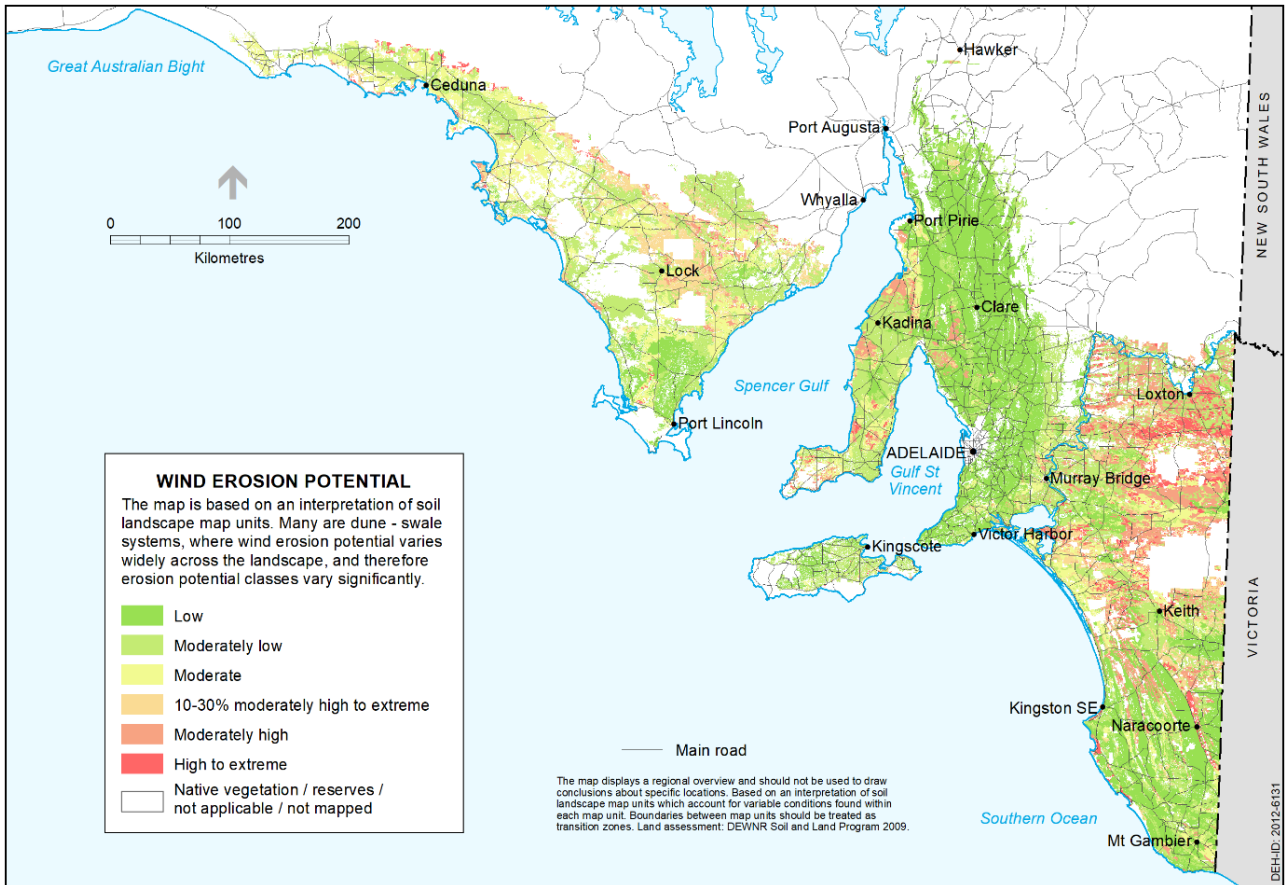 Great Australian Bight
Ceduna
Hawker
Port Augusta
NEW SOUTH WALES
Whyalla
Port Pirie
0 100 200
Kilometres
Lock
Clare
Kadina
Spencer Gulf
Loxton
Port Lincoln
ADELAIDE
Gulf St
Vincent
Murray Bridge
Victor Harbor
Kingscote
WIND EROSION POTENTIAL
The map is based on an interpretation of soil
landscape map units. Many are dune - swale
systems, where wind erosion potential varies
widely across the landscape, and therefore
erosion potential classes vary significantly.
Low
Moderately low
Moderate
10-30% moderately high to extreme
Moderately high
High to extreme
Native vegetation / reserves /
not applicable / not mapped
Keith
VICTORIA
Kingston SE
Naracoorte
Main road
The map displays a regional overview and should not be used to draw
conclusions about specific locations. Based on an interpretation of soil
landscape map units which account for variable conditions found within
each map unit. Boundaries between map units should be treated as
transition zones. Land assessment: DEWNR Soil and Land Program 2009.
Southern Ocean
Mt Gambier
DEH-ID: 2012-6131